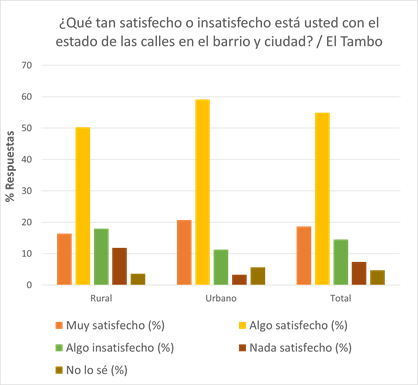 ¿Qué tan satisfecho o insatisfecho está usted con el
estado de las calles en el barrio y ciudad? / El Tambo
70
60
50
40
30
20
10
0
% Respuestas
Rural Urbano Total
Muy satisfecho (%) Algo satisfecho (%)
Algo insatisfecho (%) Nada satisfecho (%)
No lo sé (%)